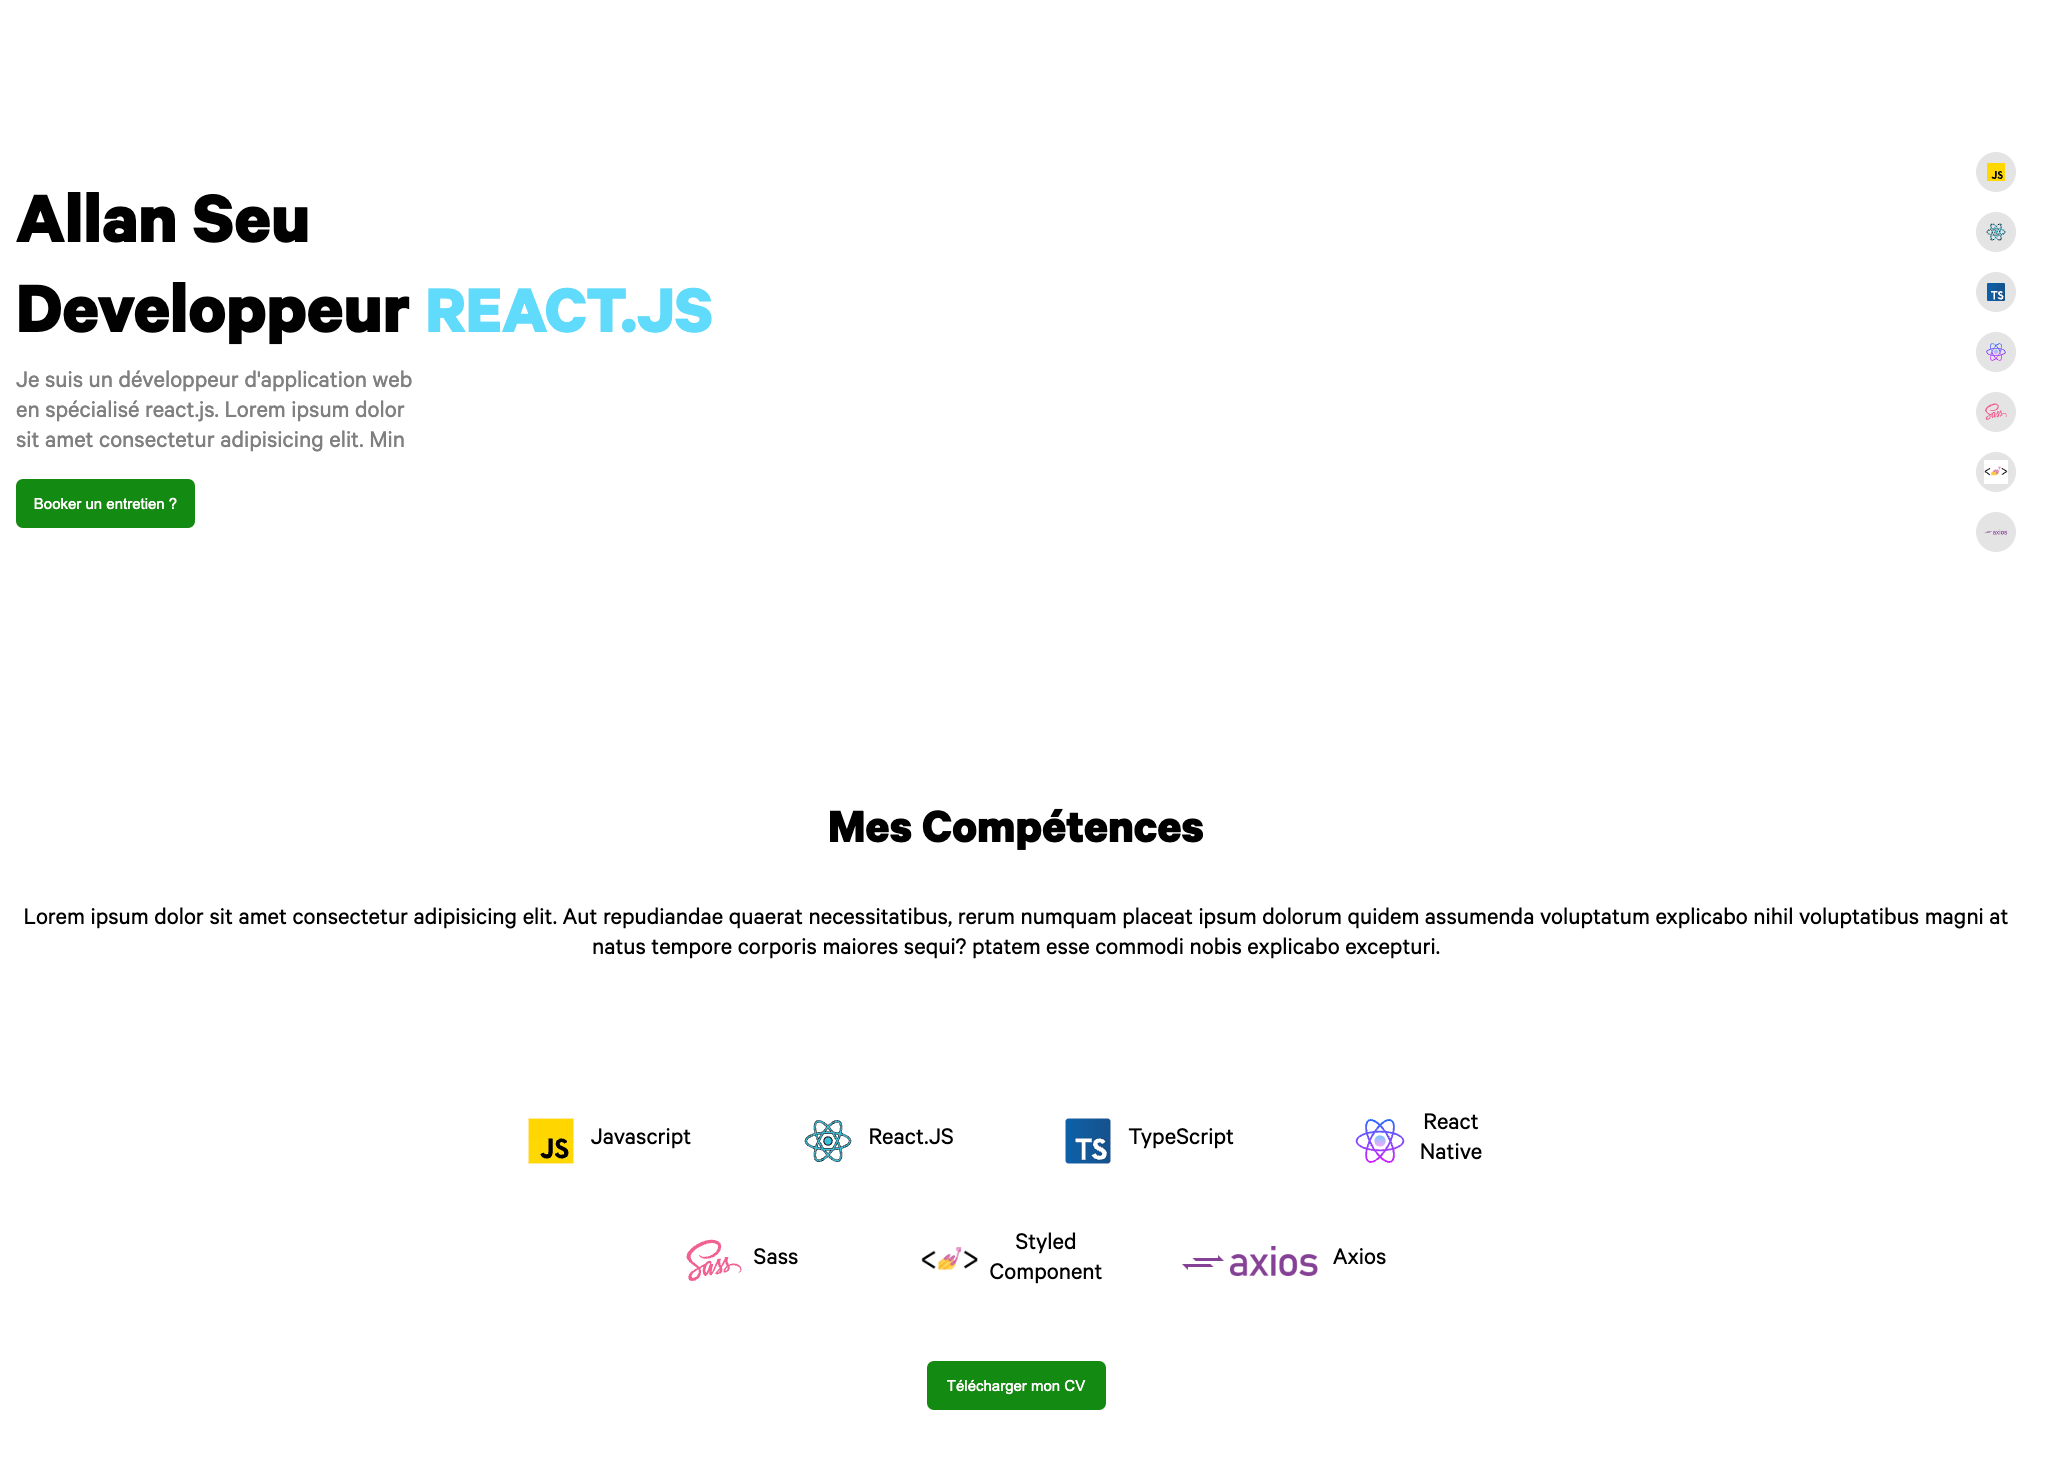 Allan Seu
Developpeur REACT.JS
Je suis un développeur d'application web
en spécialisé react.js. Lorem ipsum dolor
sit amet consectetur adipisicing elit. Min
Booker un entretien ?
JS
TS
Sass
< >
axios
Mes Compétences
Lorem ipsum dolor sit amet consectetur adipisicing elit. Aut repudiandae quaerat necessitatibus, rerum numquam placeat ipsum dolorum quidem assumenda voluptatum explicabo nihil voluptatibus magni at
natus tempore corporis maiores sequi? ptatem esse commodi nobis explicabo excepturi.
JS Javascript
React.JS
TS TypeScript
React
Native
Sass Sass
< > Styled
Component
axios Axios
Télécharger mon CV